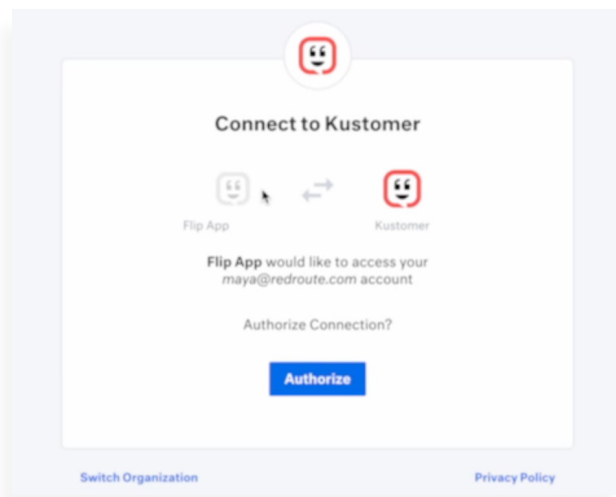 Connect to Kustomer
Flip App
Kustomer
Flip App would like to access your
maya@redroute.com account
Authorize Connection?
Authorize
Switch Organization
Privacy Policy